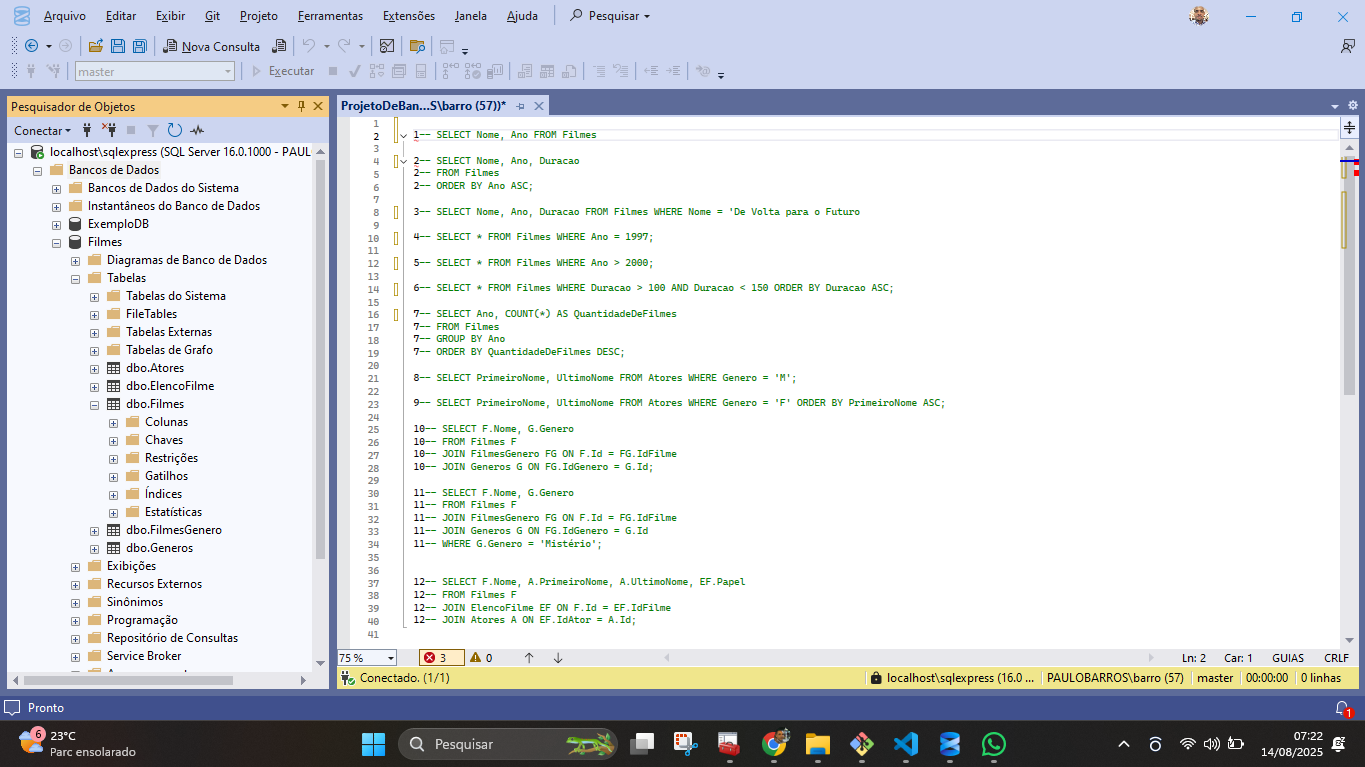 Arquivo Editar Exibir Git Projeto Ferramentas Extensões Janela Ajuda Pesquisar
Nova Consulta
master Executar
Pesquisador de Objetos
Conectar
localhost\sqlexpress (SQL Server 16.0.1000 - PAUL
Bancos de Dados
Bancos de Dados do Sistema
Instantâneos do Banco de Dados
ExemploDB
Filmes
Diagramas de Banco de Dados
Tabelas
Tabelas do Sistema
FileTables
Tabelas Externas
Tabelas de Grafo
dbo.Atores
dbo.ElencoFilme
dbo.Filmes
Colunas
Chaves
Restrições
Gatilhos
Índices
Estatísticas
dbo.FilmesGenero
dbo.Generos
Exibições
Recursos Externos
Sinônimos
Programação
Repositório de Consultas
Service Broker
ProjetoDeBan...S\barro (57))*
1
2 1-- SELECT Nome, Ano FROM Filmes
3
4 2-- SELECT Nome, Ano, Duracao
5 2-- FROM Filmes
6 2-- ORDER BY Ano ASC;
7
8 3-- SELECT Nome, Ano, Duracao FROM Filmes WHERE Nome = 'De Volta para o Futuro
9
10 4-- SELECT * FROM Filmes WHERE Ano = 1997;
11
12 5-- SELECT * FROM Filmes WHERE Ano > 2000;
13
14 6-- SELECT * FROM Filmes WHERE Duracao > 100 AND Duracao < 150 ORDER BY Duracao ASC;
15
16 7-- SELECT Ano, COUNT(*) AS QuantidadeDeFilmes
17 7-- FROM Filmes
18 7-- GROUP BY Ano
19 7-- ORDER BY QuantidadeDeFilmes DESC;
20
21 8-- SELECT PrimeiroNome, UltimoNome FROM Atores WHERE Genero = 'M';
22
23 9-- SELECT PrimeiroNome, UltimoNome FROM Atores WHERE Genero = 'F' ORDER BY PrimeiroNome ASC;
24
25 10-- SELECT F.Nome, G.Genero
26 10-- FROM Filmes F
27 10-- JOIN FilmesGenero FG ON F.Id = FG.IdFilme
28 10-- JOIN Generos G ON FG.IdGenero = G.Id;
29
30 11-- SELECT F.Nome, G.Genero
31 11-- FROM Filmes F
32 11-- JOIN FilmesGenero FG ON F.Id = FG.IdFilme
33 11-- JOIN Generos G ON FG.IdGenero = G.Id
34 11-- WHERE G.Genero = 'Mistério';
35
36
37 12-- SELECT F.Nome, A.PrimeiroNome, A.UltimoNome, EF.Papel
38 12-- FROM Filmes F
39 12-- JOIN ElencoFilme EF ON F.Id = EF.IdFilme
40 12-- JOIN Atores A ON EF.IdAtor = A.Id;
41
75 % 3 0 Ln: 2 Car: 1 GUIAS CRLF
Conectado. (1/1) localhost\sqlexpress (16.0 ... PAULOBARROS\barro (57) master 00:00:00 0 linhas
Pronto 1
6 23°C
Parc ensolarado
Pesquisar
07:22
14/08/2025